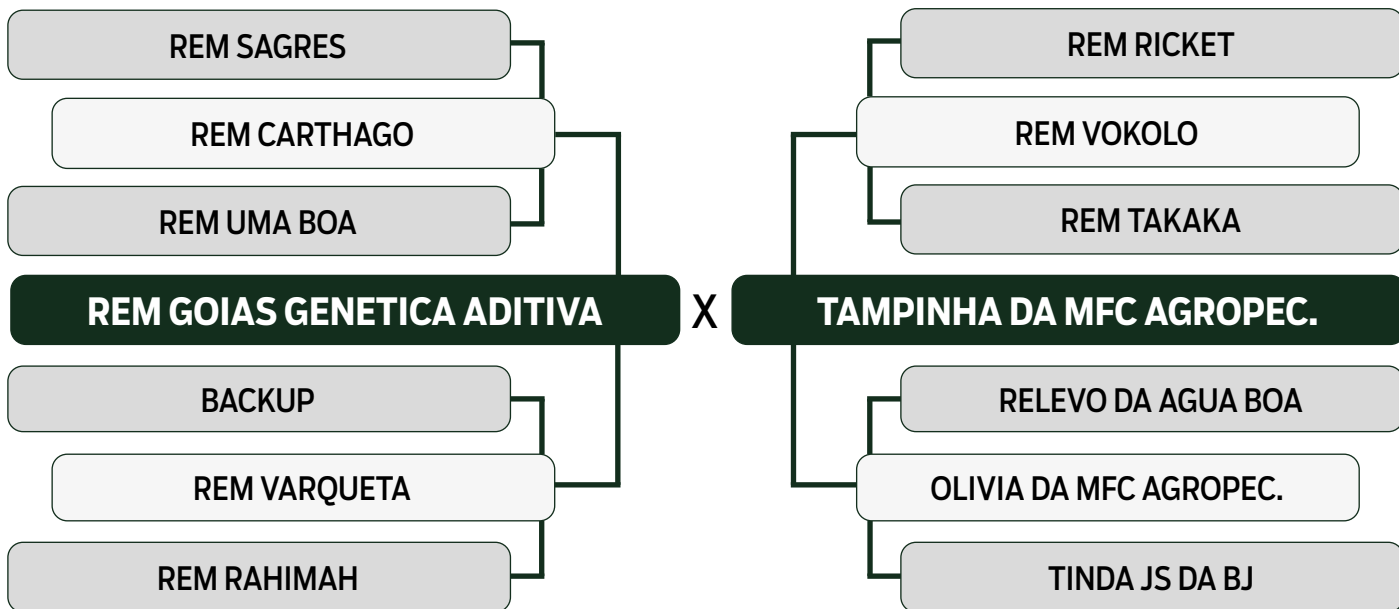 REM SAGRES
REM CARTHAGO
REM UMA BOA
REM GOIAS GENETICA ADITIVA
BACKUP
REM VARQUETA
REM RAHIMAH
X
REM RICKET
REM VOKOLO
REM TAKAKA
TAMPINHA DA MFC AGROPEC.
RELEVO DA AGUA BOA
OLIVIA DA MFC AGROPEC.
TINDA JS DA BJ